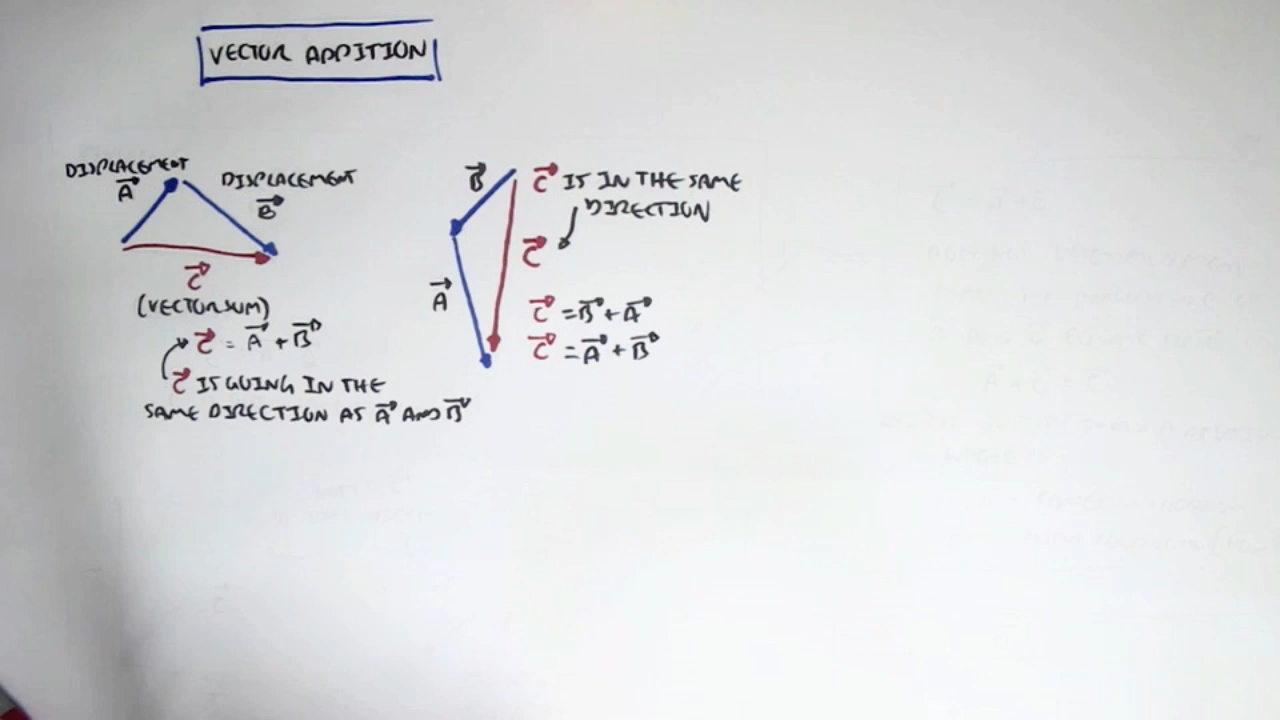 VECTOR ADDITION
DISPLACEMENT
A⃗
DISPLACEMENT
B⃗
C⃗
(VECTOR SUM)
C⃗ = A⃗ + B⃗
C⃗ IS GOING IN THE
SAME DIRECTION AS A⃗ AND B⃗
B⃗
A⃗
C⃗ IS IN THE SAME
DIRECTION
C⃗
C⃗ = B⃗ + A⃗
C⃗ = A⃗ + B⃗